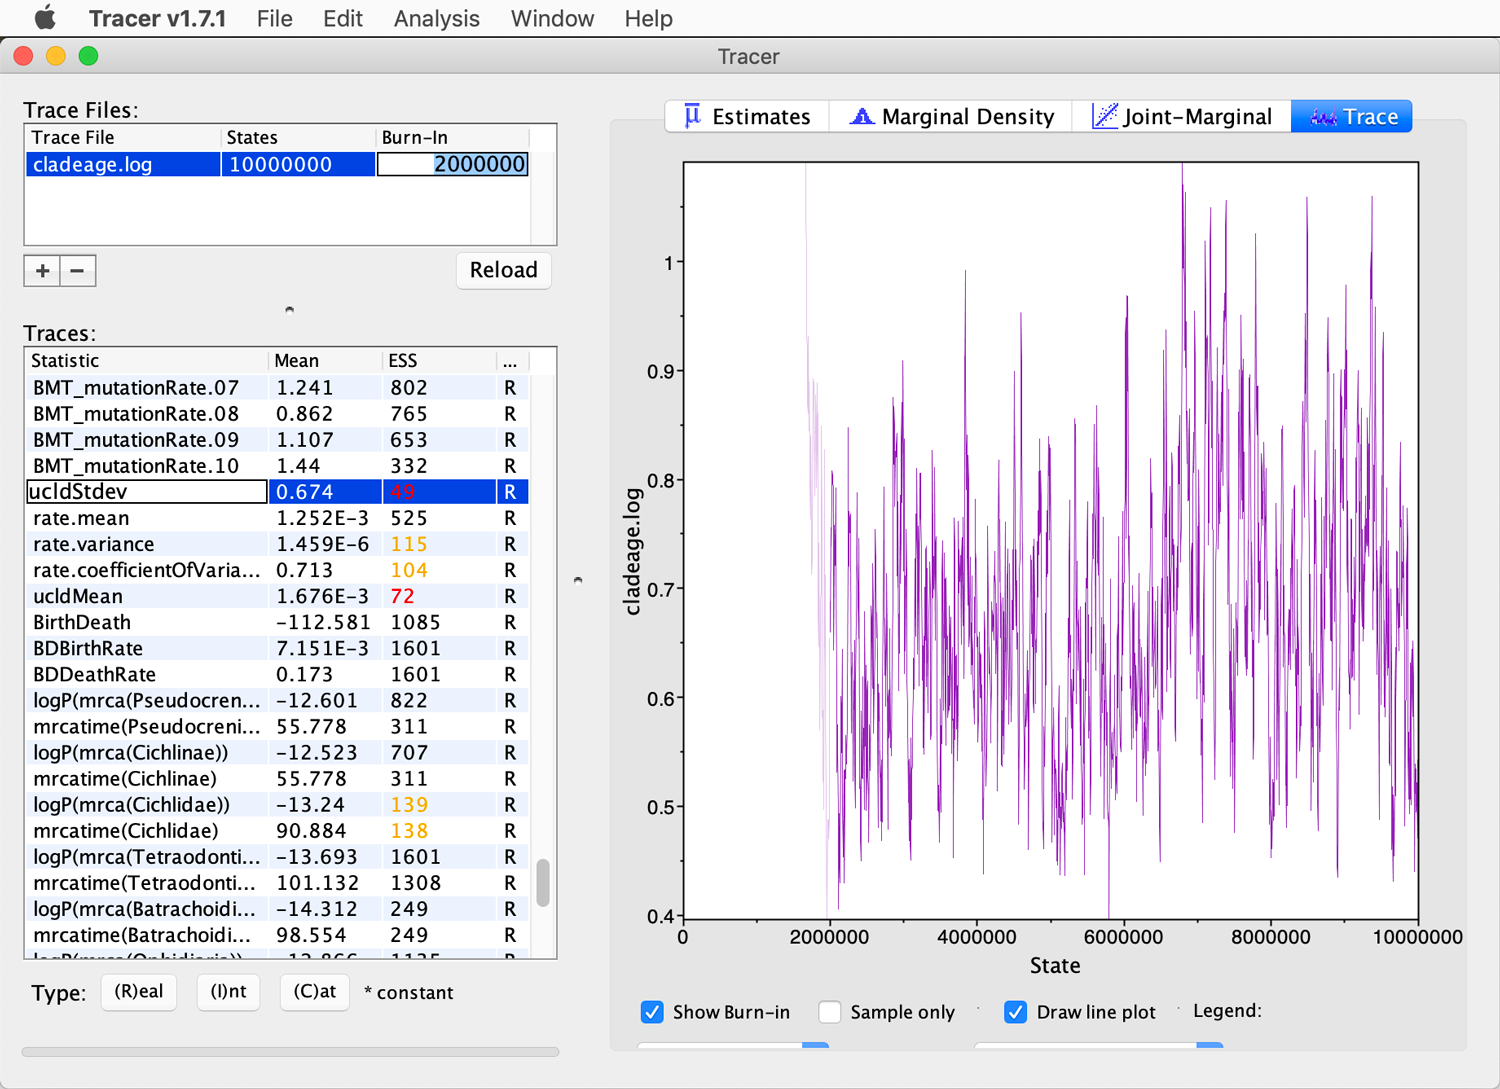 Tracer v1.7.1 File Edit Analysis Window Help
Tracer
Trace Files:
Trace File States Burn-In
cladeage.log 10000000 2000000
+ −
Reload
Traces:
Statistic Mean ESS ...
BMT_mutationRate.07 1.241 802 R
BMT_mutationRate.08 0.862 765 R
BMT_mutationRate.09 1.107 653 R
BMT_mutationRate.10 1.44 332 R
ucldStdev 0.674 49 R
rate.mean 1.252E-3 525 R
rate.variance 1.459E-6 115 R
rate.coefficientOfVaria... 0.713 104 R
ucldMean 1.676E-3 72 R
BirthDeath -112.581 1085 R
BDBirthRate 7.151E-3 1601 R
BDDeathRate 0.173 1601 R
logP(mrca(Pseudocren... -12.601 822 R
mrcatime(Pseudocreni... 55.778 311 R
logP(mrca(Cichlinae)) -12.523 707 R
mrcatime(Cichlinae) 55.778 311 R
logP(mrca(Cichlidae)) -13.24 139 R
mrcatime(Cichlidae) 90.884 138 R
logP(mrca(Tetraodonti... -13.693 1601 R
mrcatime(Tetraodonti... 101.132 1308 R
logP(mrca(Batrachoidi... -14.312 249 R
mrcatime(Batrachoidi... 98.554 249 R
Type: (R)eal (I)nt (C)at * constant
Estimates Marginal Density Joint-Marginal Trace
1
0.9
0.8
0.7
0.6
0.5
0.4
cladeage.log
0 2000000 4000000 6000000 8000000 10000000
State
Show Burn-in Sample only Draw line plot Legend: